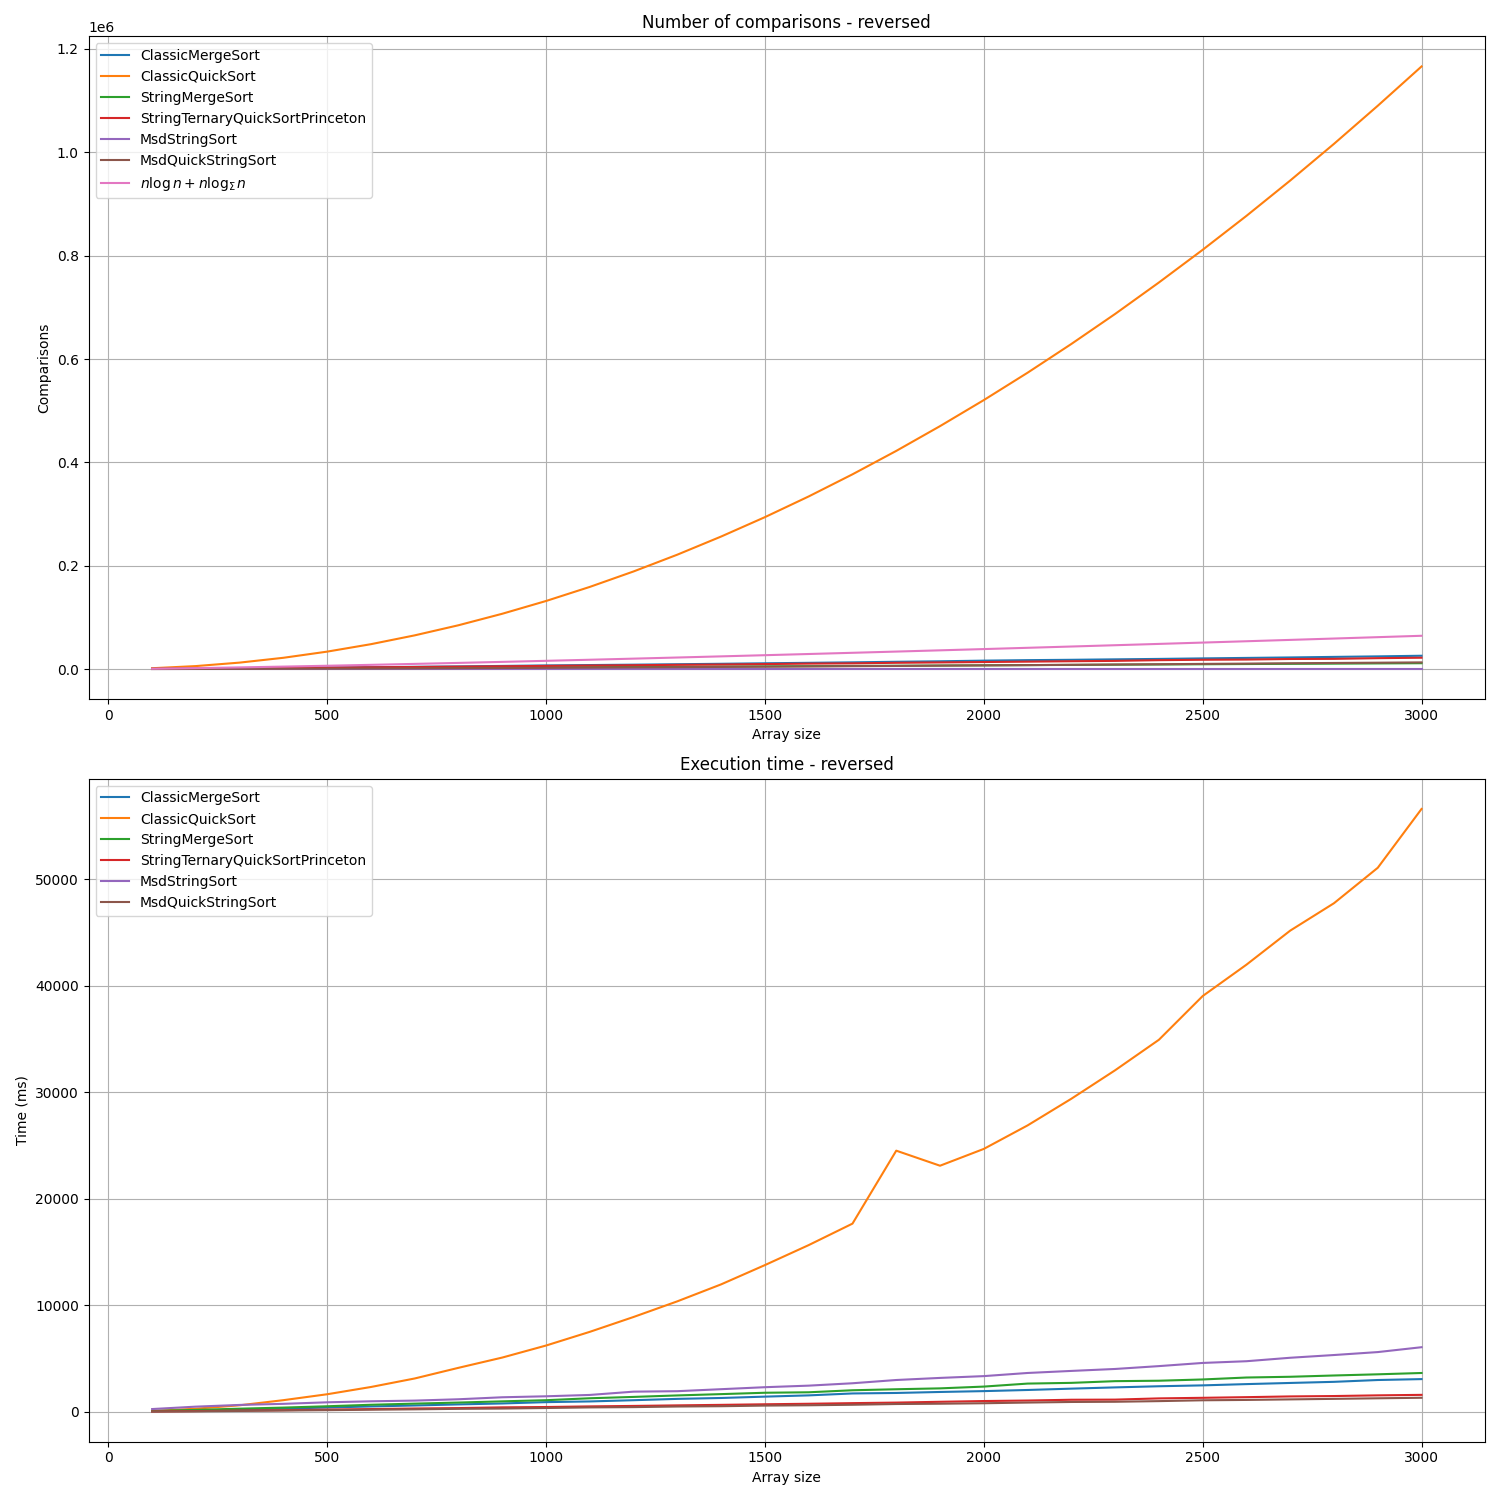 Number of comparisons - reversed
1e6
ClassicMergeSort
ClassicQuickSort
StringMergeSort
StringTernaryQuickSortPrinceton
MsdStringSort
MsdQuickStringSort
n log n + n log_Σ n
1.2
1.0
0.8
0.6
0.4
0.2
0.0
Comparisons
0 500 1000 1500 2000 2500 3000
Array size
Execution time - reversed
ClassicMergeSort
ClassicQuickSort
StringMergeSort
StringTernaryQuickSortPrinceton
MsdStringSort
MsdQuickStringSort
50000
40000
30000
20000
10000
0
Time (ms)
0 500 1000 1500 2000 2500 3000
Array size